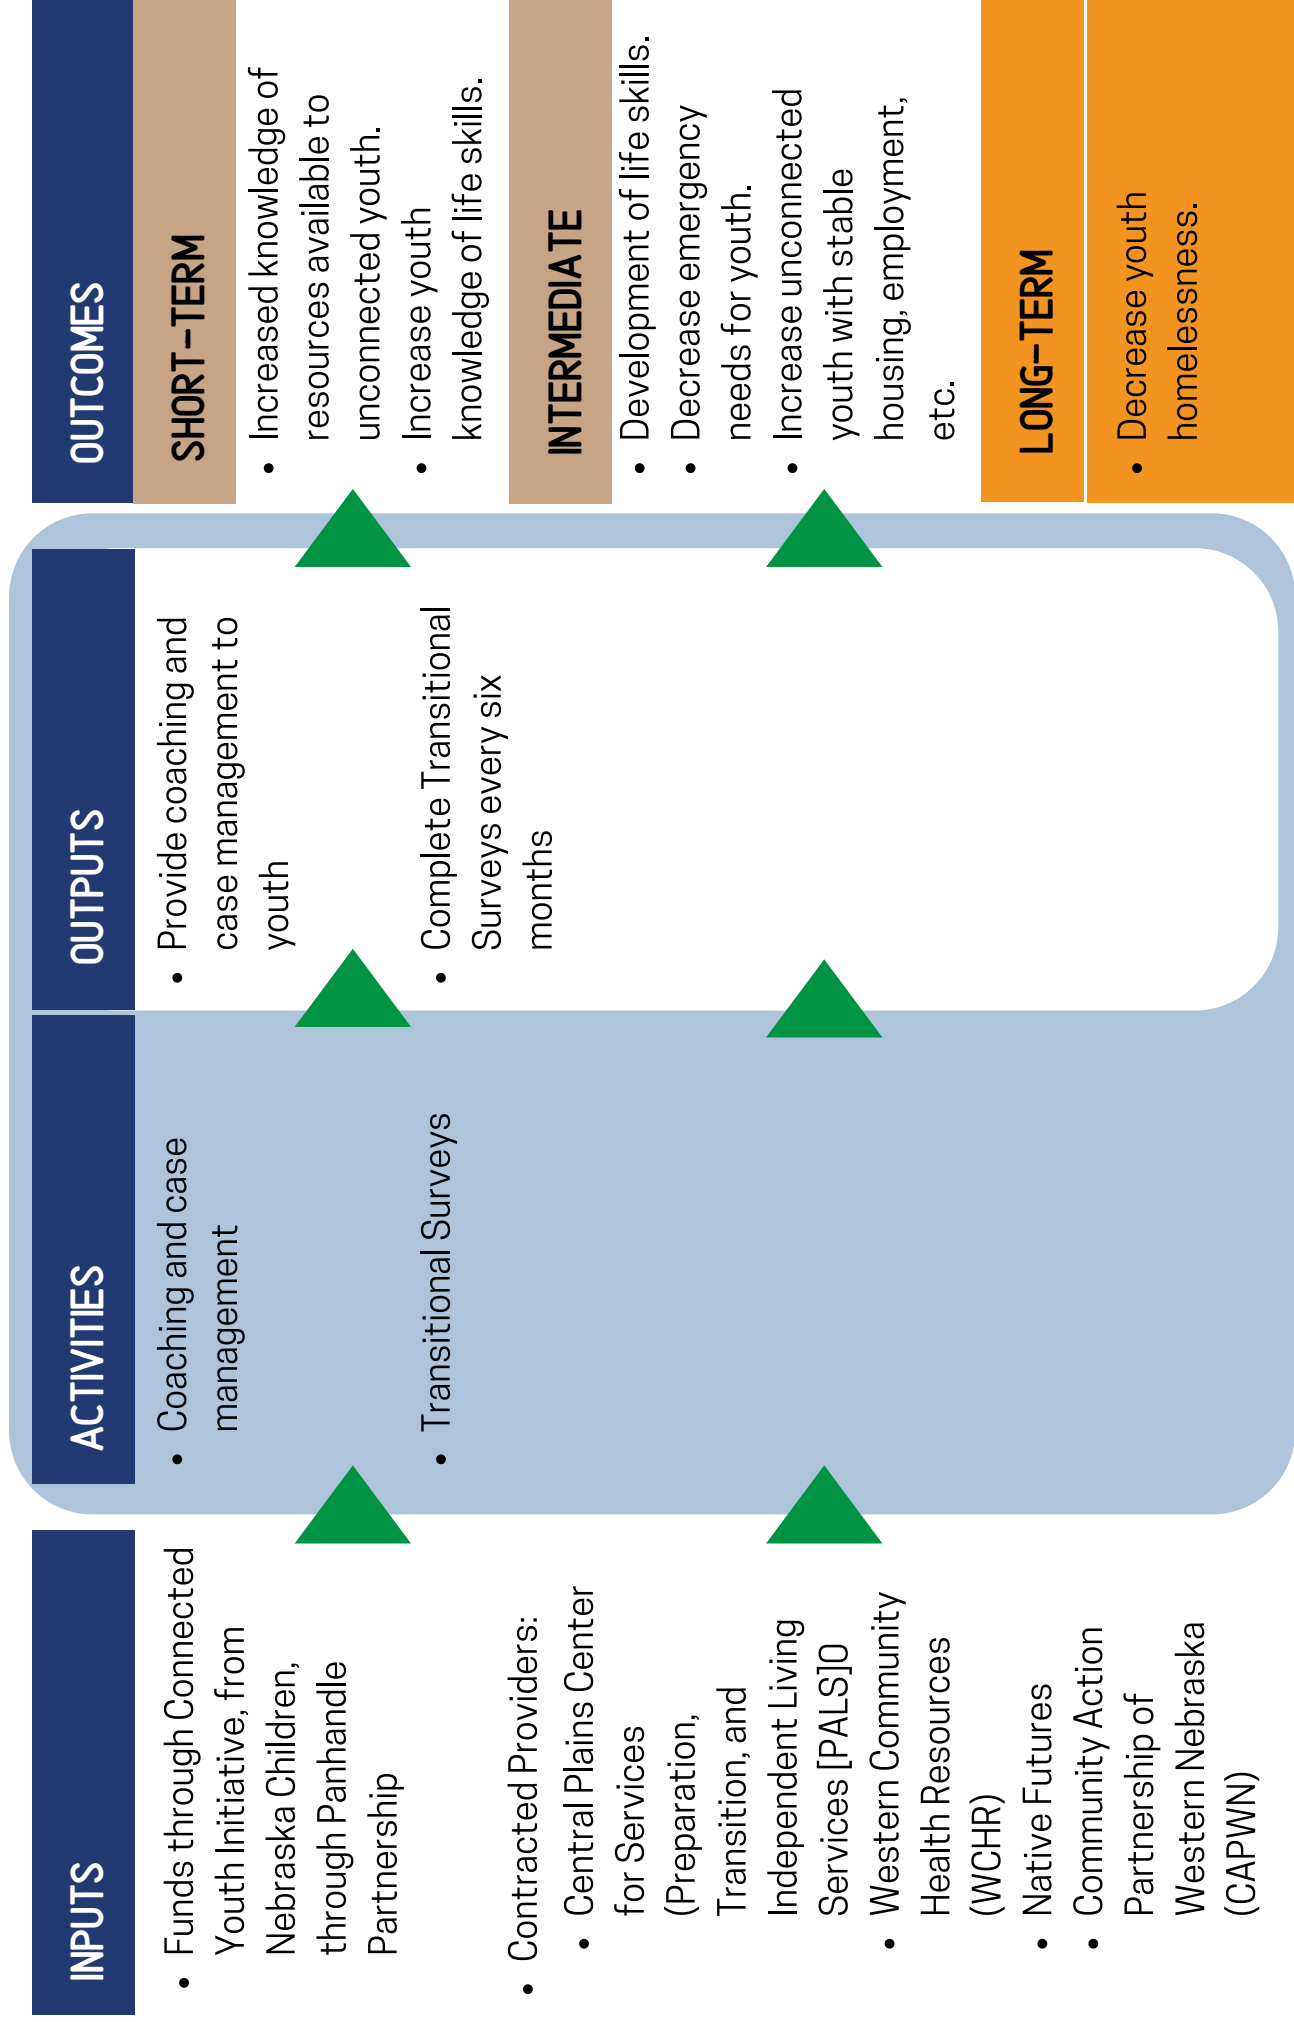 INPUTS
• Funds through Connected
Youth Initiative, from
Nebraska Children,
through Panhandle
Partnership
• Contracted Providers:
• Central Plains Center
for Services
(Preparation,
Transition, and
Independent Living
Services [PALS]0
• Western Community
Health Resources
(WCHR)
• Native Futures
• Community Action
Partnership of
Western Nebraska
(CAPWN)
ACTIVITIES
• Coaching and case
management
• Transitional Surveys
OUTPUTS
• Provide coaching and
case management to
youth
• Complete Transitional
Surveys every six
months
OUTCOMES
SHORT-TERM
• Increased knowledge of
resources available to
unconnected youth.
• Increase youth
knowledge of life skills.
INTERMEDIATE
• Development of life skills.
• Decrease emergency
needs for youth.
• Increase unconnected
youth with stable
housing, employment,
etc.
LONG-TERM
• Decrease youth
homelessness.